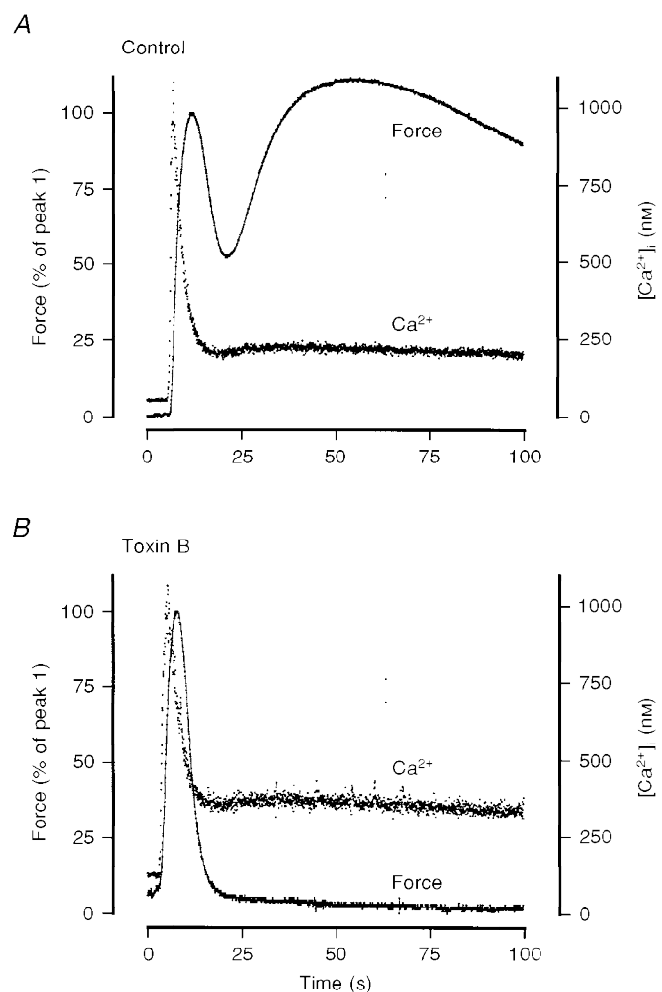 A
Control
Force (% of peak 1)
100
75
50
25
0
Force
Ca²⁺
1000
750
500
250
0
[Ca²⁺]ᵢ (nM)
0 25 50 75 100
B
Toxin B
Force (% of peak 1)
100
75
50
25
0
Ca²⁺
Force
1000
750
500
250
0
[Ca²⁺]ᵢ (nM)
0 25 50 75 100
Time (s)